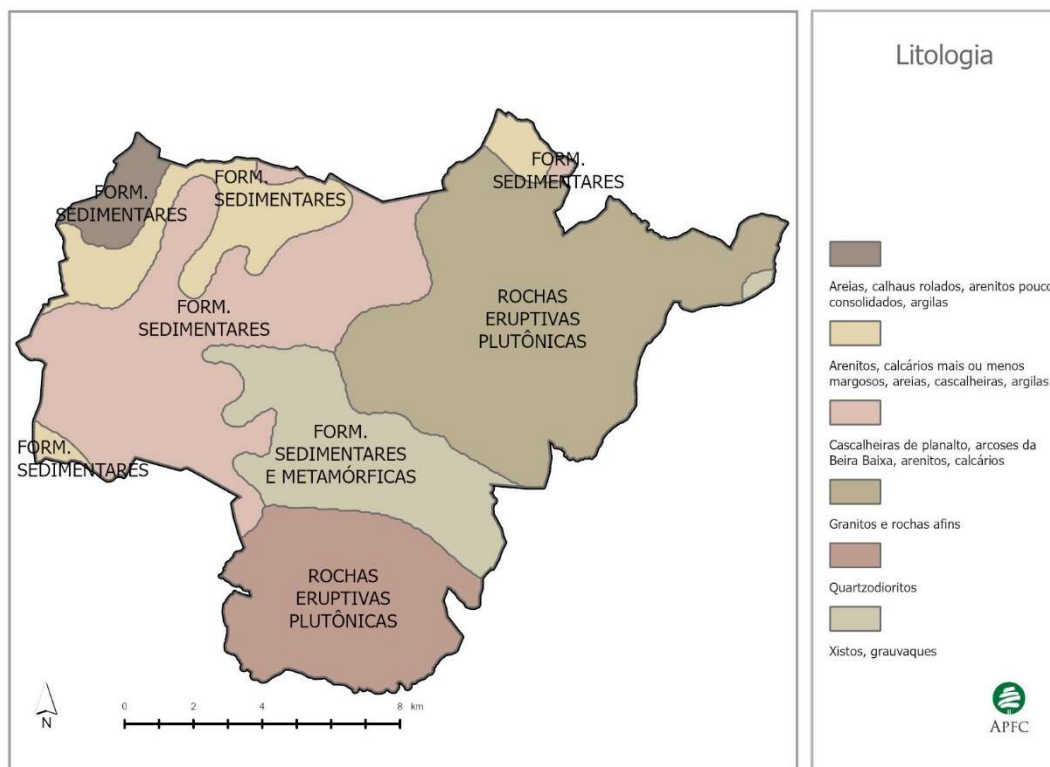 Litologia
FORM.
SEDIMENTARES
FORM.
SEDIMENTARES
FORM.
SEDIMENTARES
FORM.
SEDIMENTARES
ROCHAS
ERUPTIVAS
PLUTÔNICAS
FORM.
SEDIMENTARES
FORM.
SEDIMENTARES
E METAMÓRFICAS
ROCHAS
ERUPTIVAS
PLUTÔNICAS
N
0 2 4 8 km
Areias, calhaus rolados, arenitos pouco
consolidados, argilas
Arenitos, calcários mais ou menos
margosos, areias, cascalheiras, argilas
Cascalheiras de planalto, arcoses da
Beira Baixa, arenitos, calcários
Granitos e rochas afins
Quartzodioritos
Xistos, grauvaques
APFC